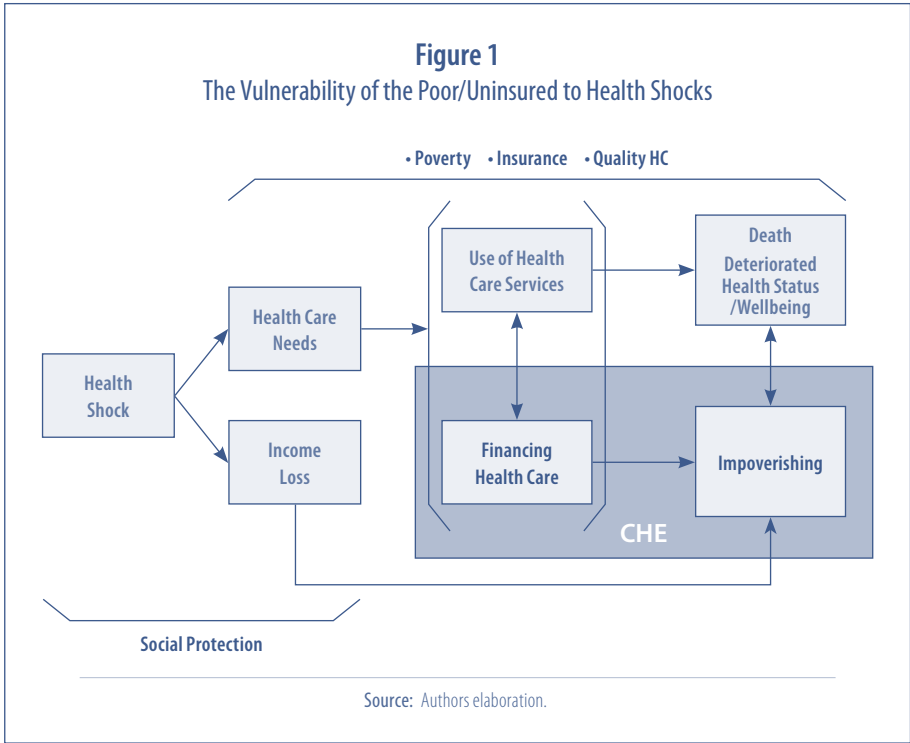 Figure 1
The Vulnerability of the Poor/Uninsured to Health Shocks
• Poverty • Insurance • Quality HC
Use of Health
Care Services
Death
Deteriorated
Health Status
/Wellbeing
Health Care
Needs
Health
Shock
Income
Loss
Financing
Health Care
Impoverishing
CHE
Social Protection
Source: Authors elaboration.